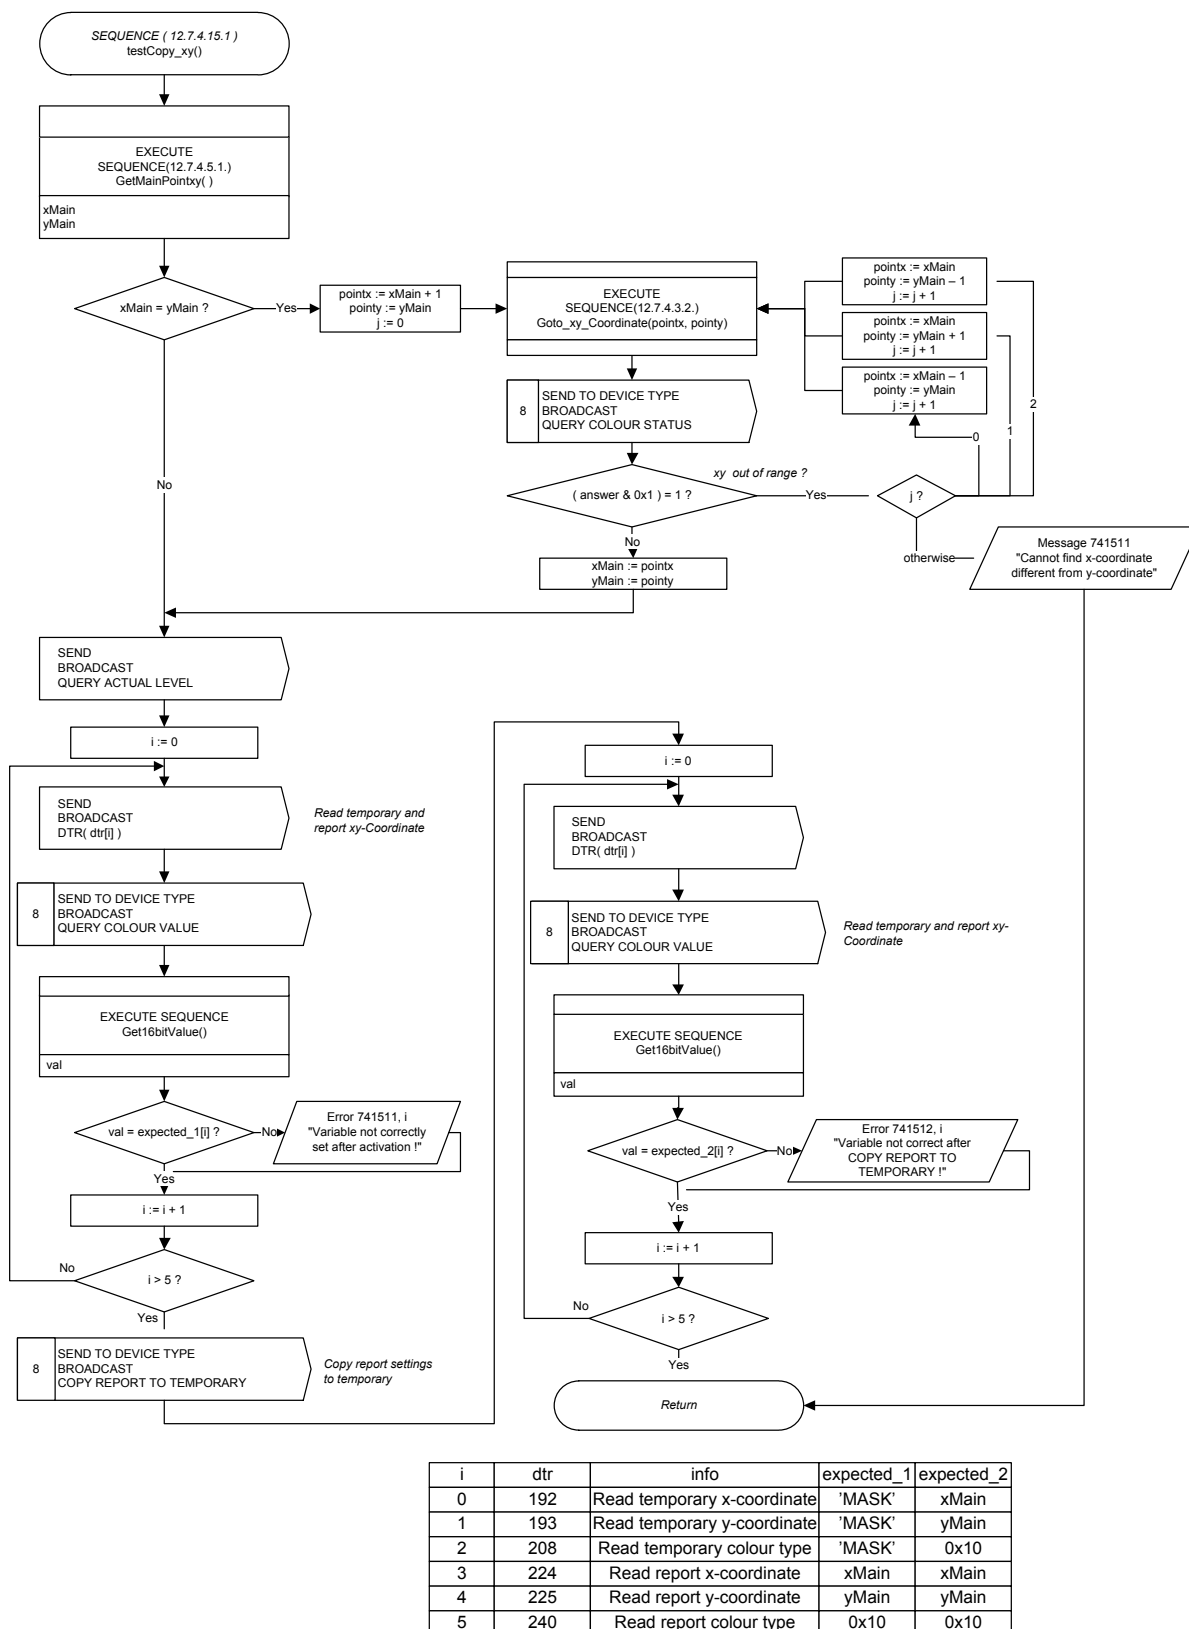 SEQUENCE ( 12.7.4.15.1 )
testCopy_xy()
EXECUTE
SEQUENCE(12.7.4.5.1.)
GetMainPointxy( )
xMain
yMain
xMain = yMain ?
Yes
No
pointx := xMain + 1
pointy := yMain
j := 0
EXECUTE
SEQUENCE(12.7.4.3.2.)
Goto_xy_Coordinate(pointx, pointy)
pointx := xMain
pointy := yMain – 1
j := j + 1
pointx := xMain
pointy := yMain + 1
j := j + 1
pointx := xMain – 1
pointy := yMain
j := j + 1
2
1
0
8
SEND TO DEVICE TYPE
BROADCAST
QUERY COLOUR STATUS
xy out of range ?
( answer & 0x1 ) = 1 ?
Yes
j ?
No
otherwise
Message 741511
"Cannot find x-coordinate
different from y-coordinate"
xMain := pointx
yMain := pointy
SEND
BROADCAST
QUERY ACTUAL LEVEL
i := 0
SEND
BROADCAST
DTR( dtr[i] )
Read temporary and
report xy-Coordinate
8
SEND TO DEVICE TYPE
BROADCAST
QUERY COLOUR VALUE
EXECUTE SEQUENCE
Get16bitValue()
val
val = expected_1[i] ?
No
Error 741511, i
"Variable not correctly
set after activation !"
Yes
i := i + 1
No
i > 5 ?
Yes
8
SEND TO DEVICE TYPE
BROADCAST
COPY REPORT TO TEMPORARY
Copy report settings
to temporary
i := 0
SEND
BROADCAST
DTR( dtr[i] )
8
SEND TO DEVICE TYPE
BROADCAST
QUERY COLOUR VALUE
Read temporary and report xy-
Coordinate
EXECUTE SEQUENCE
Get16bitValue()
val
val = expected_2[i] ?
No
Error 741512, i
"Variable not correct after
COPY REPORT TO
TEMPORARY !"
Yes
i := i + 1
No
i > 5 ?
Yes
Return
i dtr info expected_1 expected_2
0 192 Read temporary x-coordinate 'MASK' xMain
1 193 Read temporary y-coordinate 'MASK' yMain
2 208 Read temporary colour type 'MASK' 0x10
3 224 Read report x-coordinate xMain xMain
4 225 Read report y-coordinate yMain yMain
5 240 Read report colour type 0x10 0x10